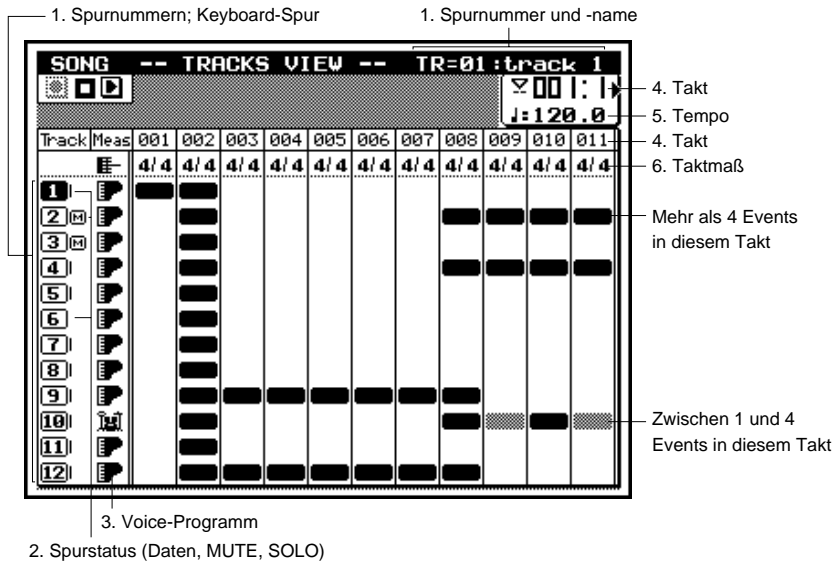 1. Spurnummern; Keyboard-Spur
1. Spurnummer und -name
SONG -- TRACKS VIEW -- TR=01:track 1
001:1
4. Takt
♩:120.0
5. Tempo
Track Meas 001 002 003 004 005 006 007 008 009 010 011
4. Takt
4/4 4/4 4/4 4/4 4/4 4/4 4/4 4/4 4/4 4/4 4/4
6. Taktmaß
1
2 M
Mehr als 4 Events
in diesem Takt
3 M
4
5
6
7
8
9
10
Zwischen 1 und 4
Events in diesem Takt
11
12
3. Voice-Programm
2. Spurstatus (Daten, MUTE, SOLO)